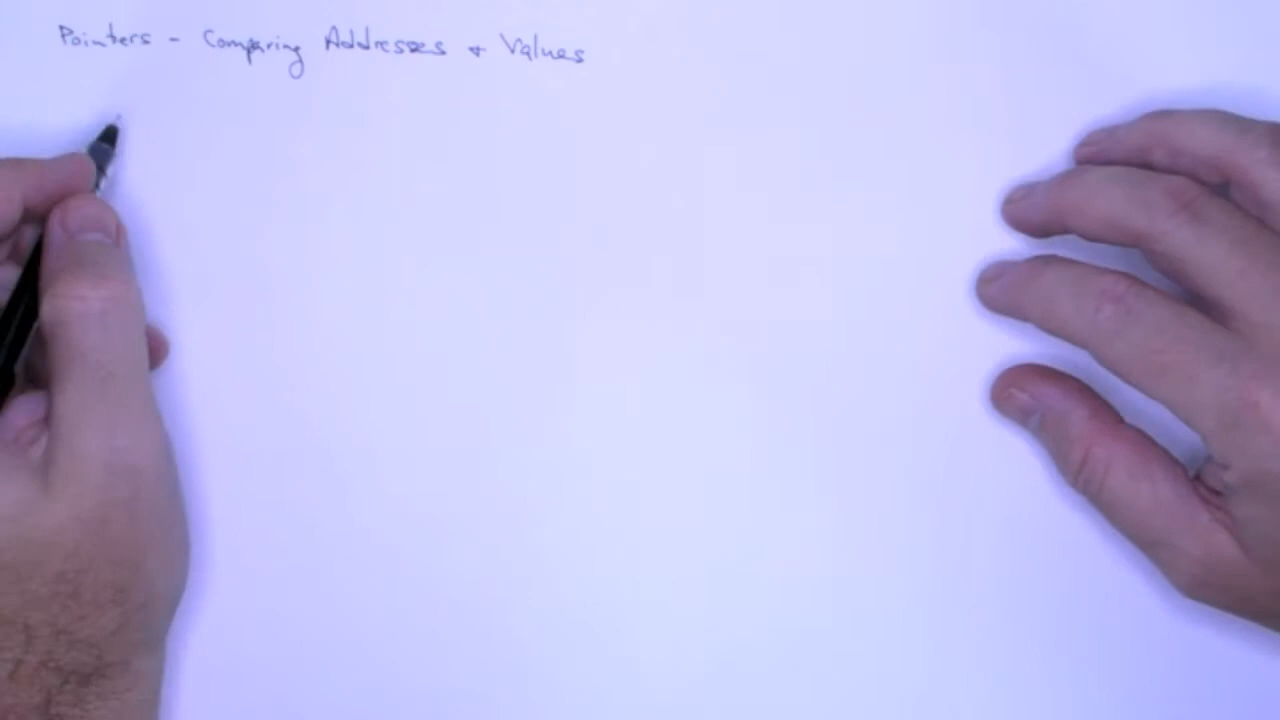 Pointers - Comparing Addresses + Values